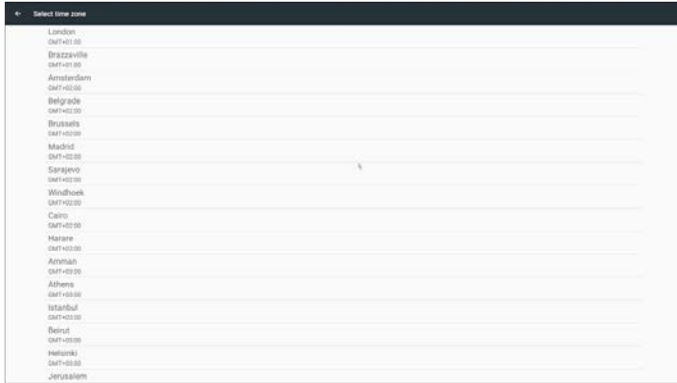 Select time zone
London
GMT+01:00
Brazzaville
GMT+01:00
Amsterdam
GMT+02:00
Belgrade
GMT+02:00
Brussels
GMT+02:00
Madrid
GMT+02:00
Sarajevo
GMT+02:00
Windhoek
GMT+02:00
Cairo
GMT+02:00
Harare
GMT+02:00
Amman
GMT+03:00
Athens
GMT+03:00
Istanbul
GMT+03:00
Beirut
GMT+03:00
Helsinki
GMT+03:00
Jerusalem